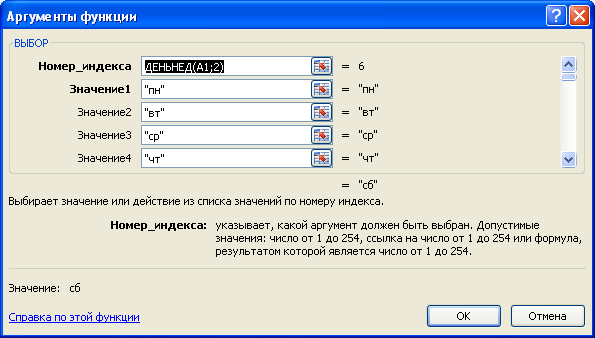 Аргументы функции
ВЫБОР
Номер_индекса ДЕНЬНЕД(A1;2) = 6
Значение1 "пн" = "пн"
Значение2 "вт" = "вт"
Значение3 "ср" = "ср"
Значение4 "чт" = "чт"
= "сб"
Выбирает значение или действие из списка значений по номеру индекса.
Номер_индекса: указывает, какой аргумент должен быть выбран. Допустимые
значения: число от 1 до 254, ссылка на число от 1 до 254 или формула,
результатом которой является число от 1 до 254.
Значение: сб
Справка по этой функции
ОК Отмена